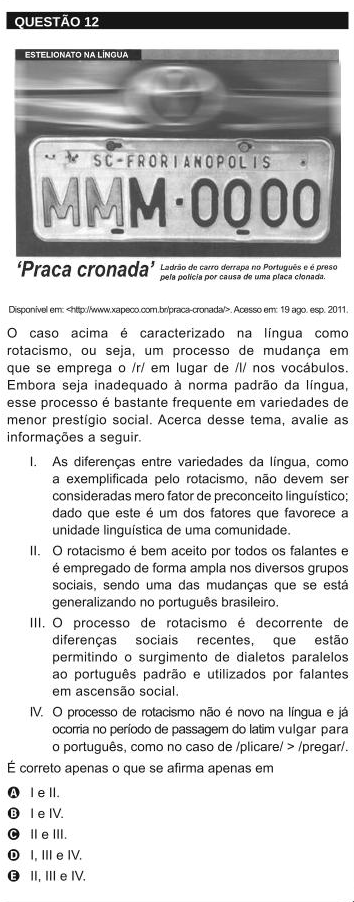 QUESTÃO 12
ESTELIONATO NA LÍNGUA
SC-FRORIANOPOLIS
MMM·0000
'Praca cronada' Ladrão de carro derrapa no Português e é preso
pela polícia por causa de uma placa clonada.
Disponível em: <http://www.xapeco.com.br/praca-cronada/>. Acesso em: 19 ago. esp. 2011.
O caso acima é caracterizado na língua como
rotacismo, ou seja, um processo de mudança em
que se emprega o /r/ em lugar de /l/ nos vocábulos.
Embora seja inadequado à norma padrão da língua,
esse processo é bastante frequente em variedades de
menor prestígio social. Acerca desse tema, avalie as
informações a seguir.
I. As diferenças entre variedades da língua, como
a exemplificada pelo rotacismo, não devem ser
consideradas mero fator de preconceito linguístico;
dado que este é um dos fatores que favorece a
unidade linguística de uma comunidade.
II. O rotacismo é bem aceito por todos os falantes e
é empregado de forma ampla nos diversos grupos
sociais, sendo uma das mudanças que se está
generalizando no português brasileiro.
III. O processo de rotacismo é decorrente de
diferenças sociais recentes, que estão
permitindo o surgimento de dialetos paralelos
ao português padrão e utilizados por falantes
em ascensão social.
IV. O processo de rotacismo não é novo na língua e já
ocorria no período de passagem do latim vulgar para
o português, como no caso de /plicare/ > /pregar/.
É correto apenas o que se afirma apenas em
A I e II.
B I e IV.
C II e III.
D I, III e IV.
E II, III e IV.